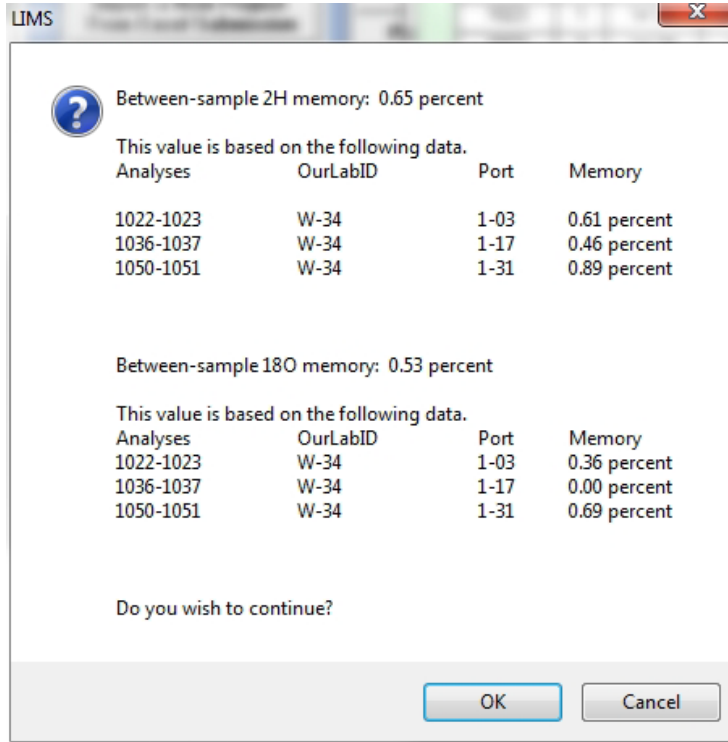 LIMS
Between-sample 2H memory: 0.65 percent
This value is based on the following data.
Analyses OurLabID Port Memory
1022-1023 W-34 1-03 0.61 percent
1036-1037 W-34 1-17 0.46 percent
1050-1051 W-34 1-31 0.89 percent
Between-sample 18O memory: 0.53 percent
This value is based on the following data.
Analyses OurLabID Port Memory
1022-1023 W-34 1-03 0.36 percent
1036-1037 W-34 1-17 0.00 percent
1050-1051 W-34 1-31 0.69 percent
Do you wish to continue?
OK Cancel